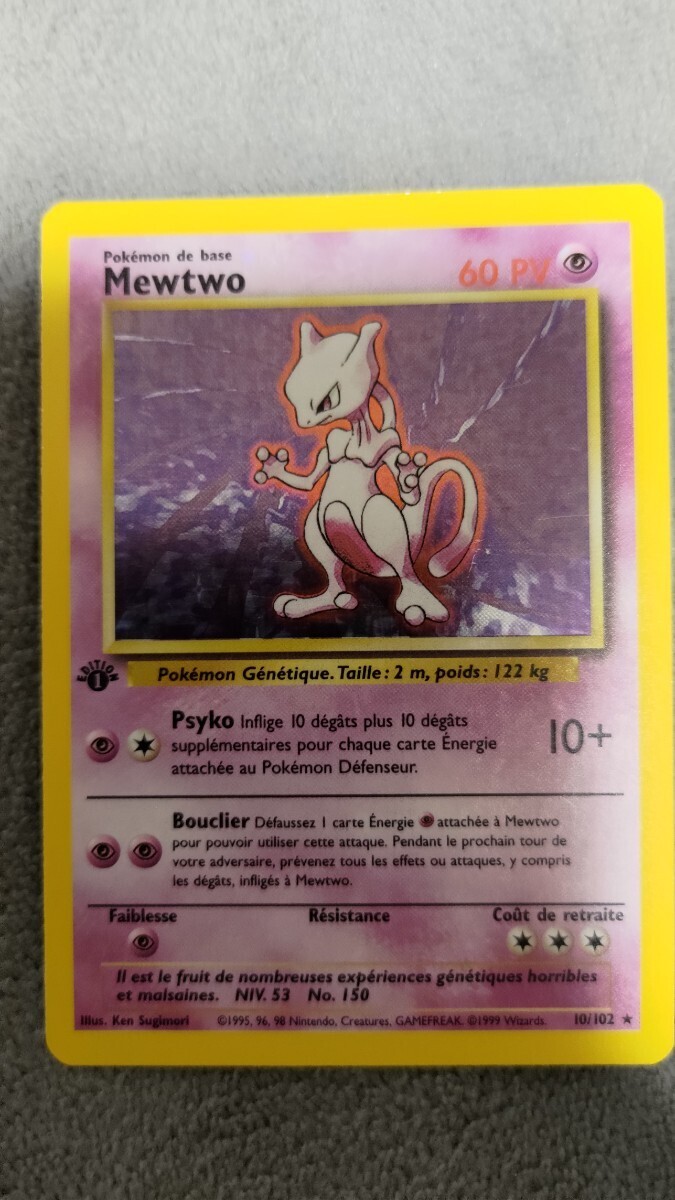 Pokémon de base
Mewtwo
60 PV
EDITION
1
Pokémon Génétique. Taille : 2 m, poids : 122 kg
Psyko Inflige 10 dégâts plus 10 dégâts
supplémentaires pour chaque carte Énergie
attachée au Pokémon Défenseur.
10+
Bouclier Défaussez 1 carte Énergie attachée à Mewtwo
pour pouvoir utiliser cette attaque. Pendant le prochain tour de
votre adversaire, prévenez tous les effets ou attaques, y compris
les dégâts, infligés à Mewtwo.
Faiblesse Résistance Coût de retraite
Il est le fruit de nombreuses expériences génétiques horribles
et malsaines. NIV. 53 No. 150
Illus. Ken Sugimori ©1995, 96, 98 Nintendo, Creatures, GAMEFREAK. ©1999 Wizards. 10/102 ★